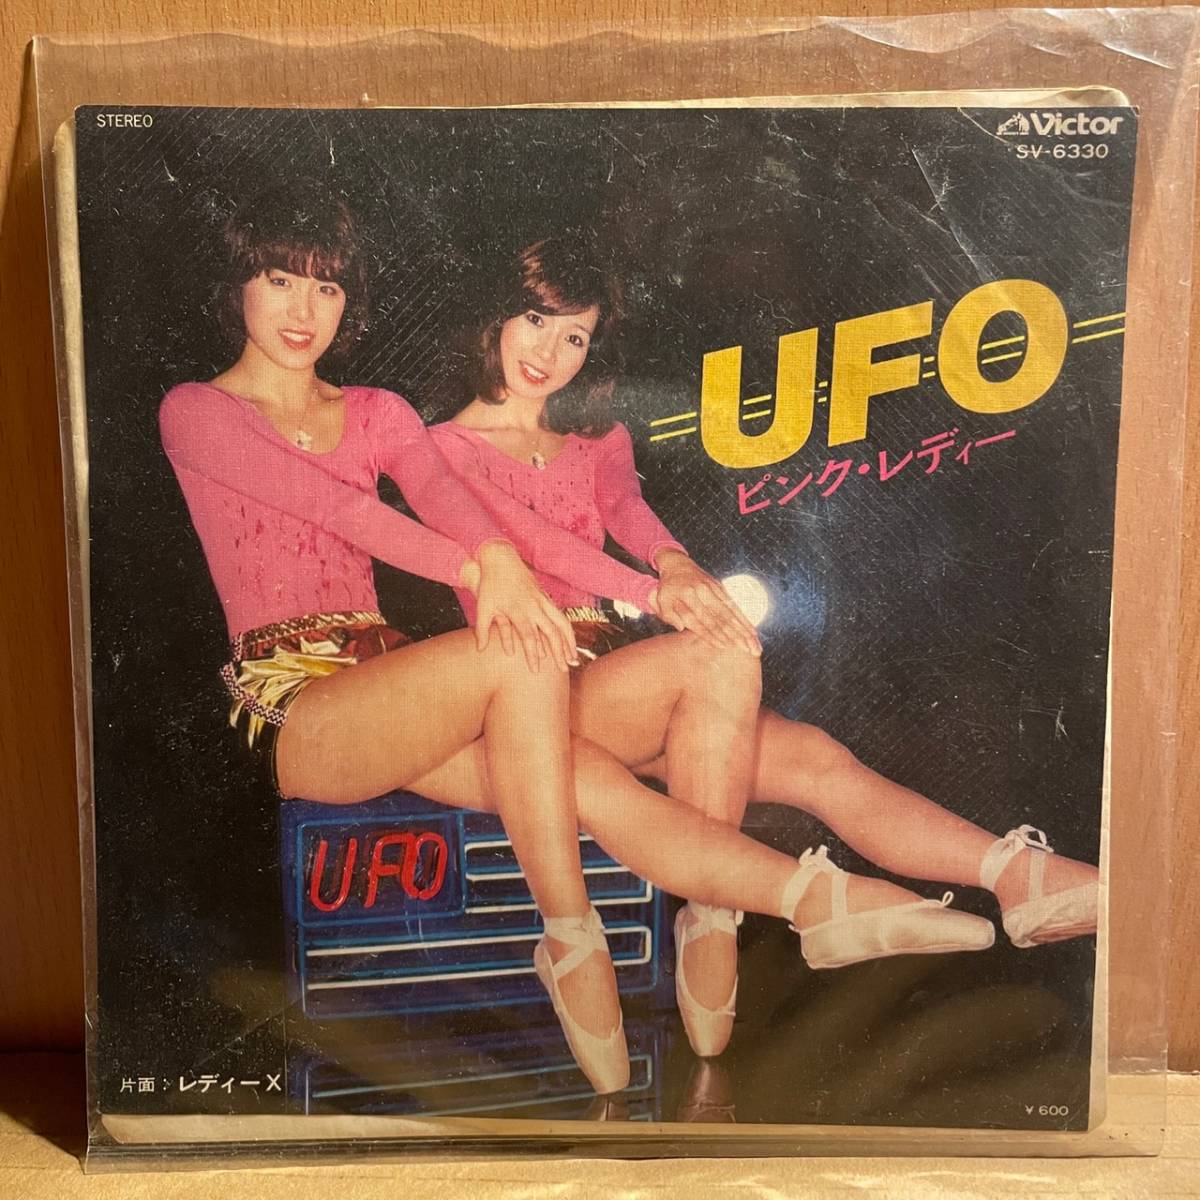 STEREO
Victor
SV-6330
UFO
ピンク・レディー
UFO
片面：レディーX
¥600